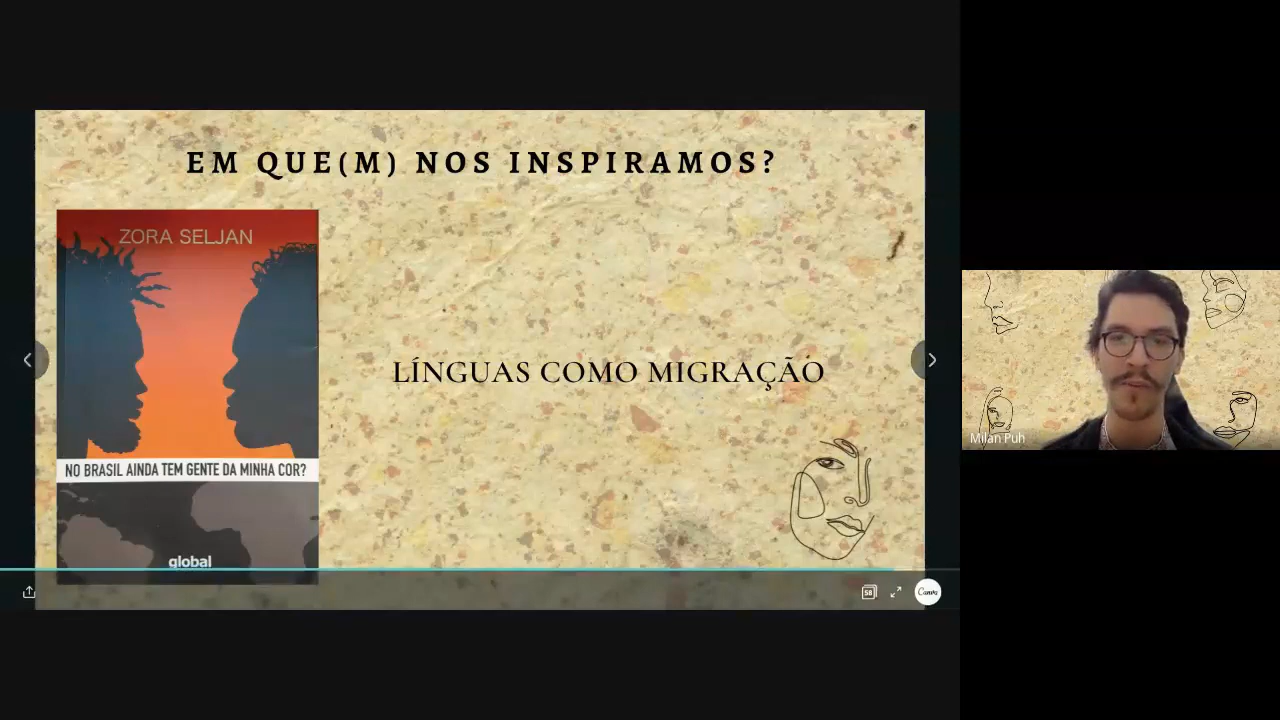 EM QUE(M) NOS INSPIRAMOS?
ZORA SELJAN
LÍNGUAS COMO MIGRAÇÃO
NO BRASIL AINDA TEM GENTE DA MINHA COR?
global
58
Canva
Milan Puh